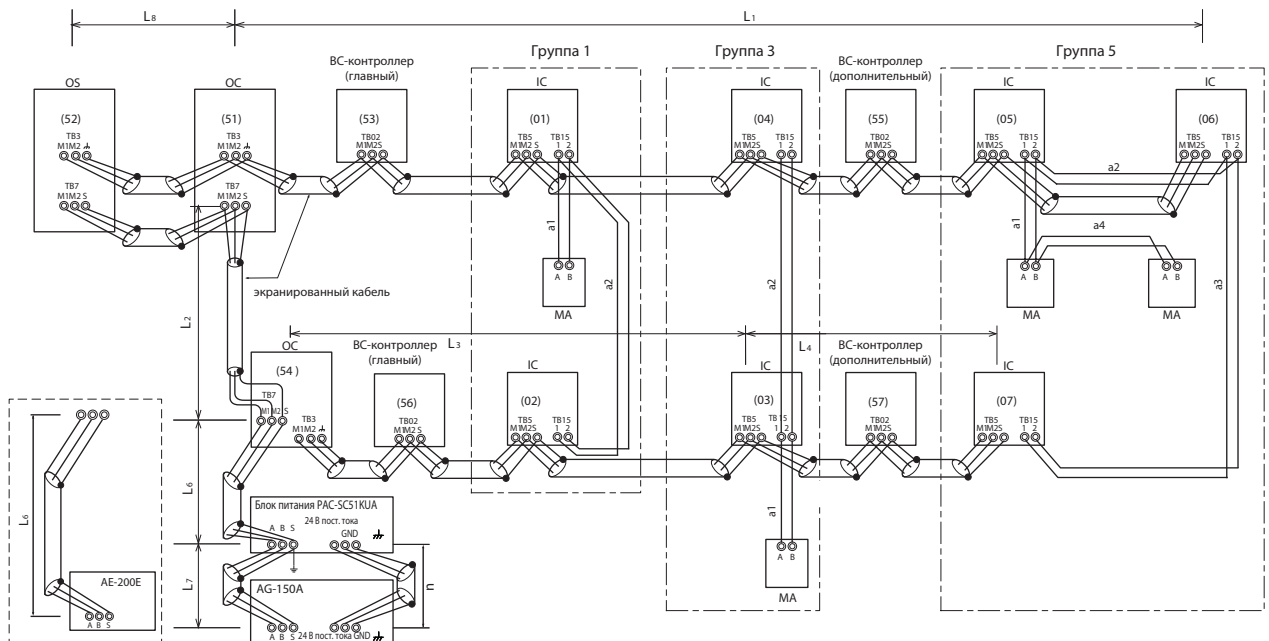 L8
L1
Группа 1
Группа 3
Группа 5
ВС-контроллер
(главный)
ВС-контроллер
(дополнительный)
OS
OC
IC
IC
IC
IC
(52)
(51)
(53)
(01)
(04)
(55)
(05)
(06)
TB3
M1M2
TB3
M1M2
TB02
M1M2S
TB5
M1M2 S
TB15
1 2
TB5
M1M2S
TB15
1 2
TB02
M1M2S
TB5
M1M2S
TB15
1 2
TB5
M1M2S
TB15
1 2
a2
TB7
M1M2 S
TB7
M1M2 S
a1
a1
a4
экранированный кабель
A B
MA
a2
a2
A B
MA
A B
MA
a3
L2
L3
L4
OC
(54 )
ВС-контроллер
(главный)
ВС-контроллер
(дополнительный)
IC
IC
IC
(56)
(02)
(03)
(57)
(07)
TB7
M1M2 S
TB3
M1M2
TB02
M1M2 S
TB5
M1M2 S
TB15
1 2
TB5
M1M2S
TB15
1 2
TB02
M1M2S
TB5
M1M2S
TB15
1 2
L6
L6
Блок питания PAC-SC51KUA
A B S
24 В пост. тока
GND
a1
A B
MA
L7
n
AE-200E
A B S
AG-150A
A B S
24 В пост. тока GND